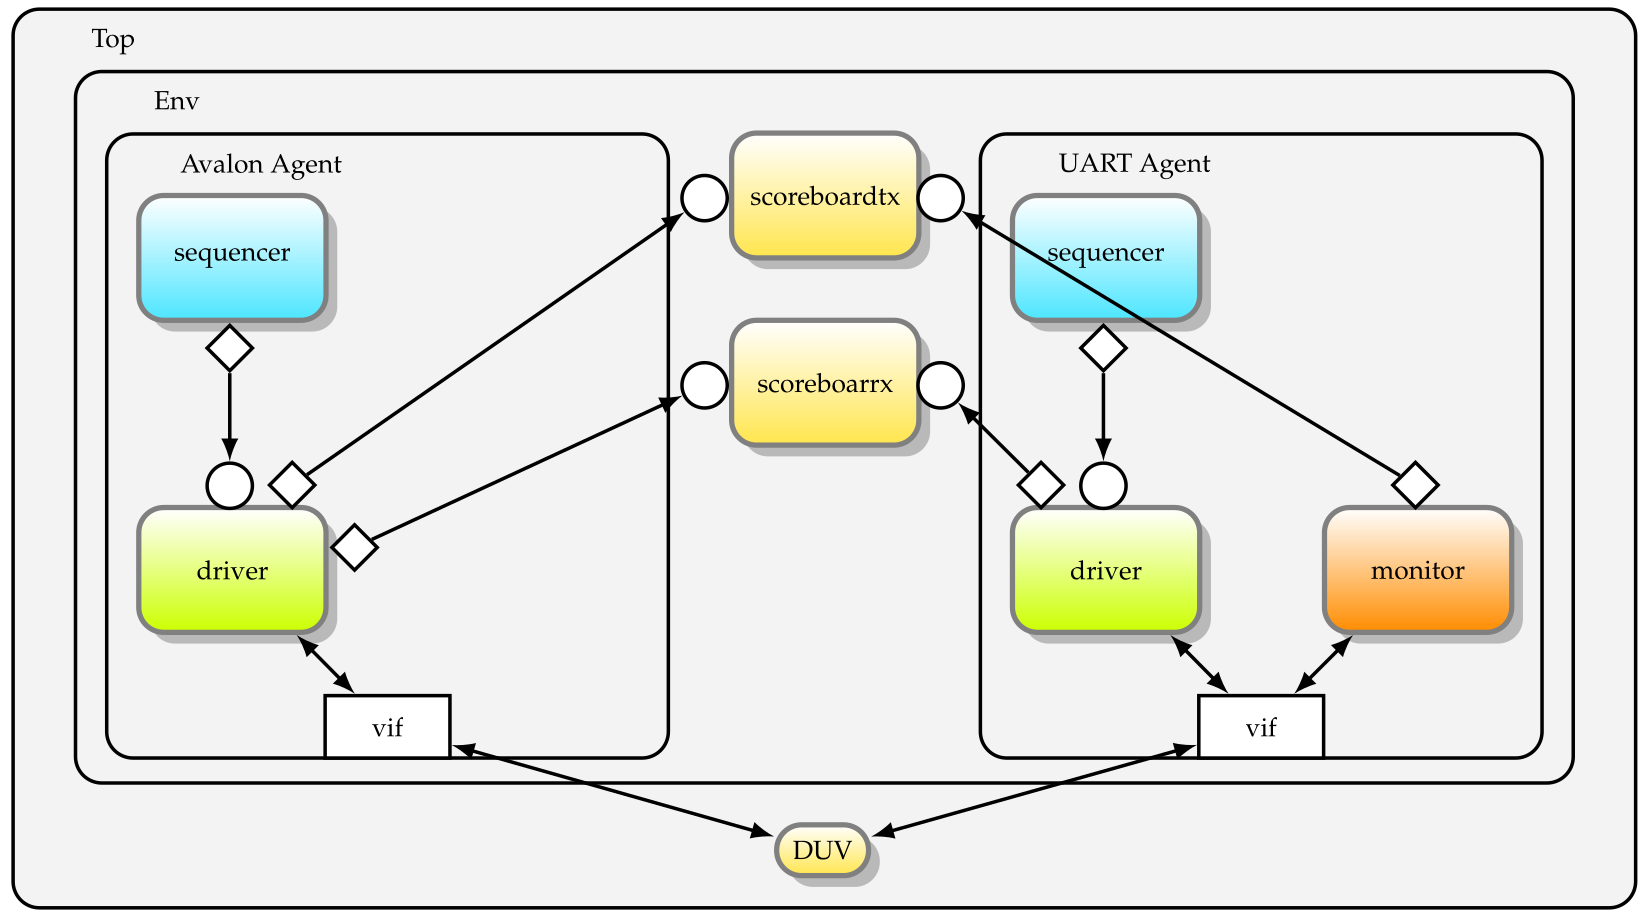 Top
Env
Avalon Agent
UART Agent
scoreboardtx
sequencer
sequencer
scoreboarrx
driver
driver
monitor
vif
vif
DUV